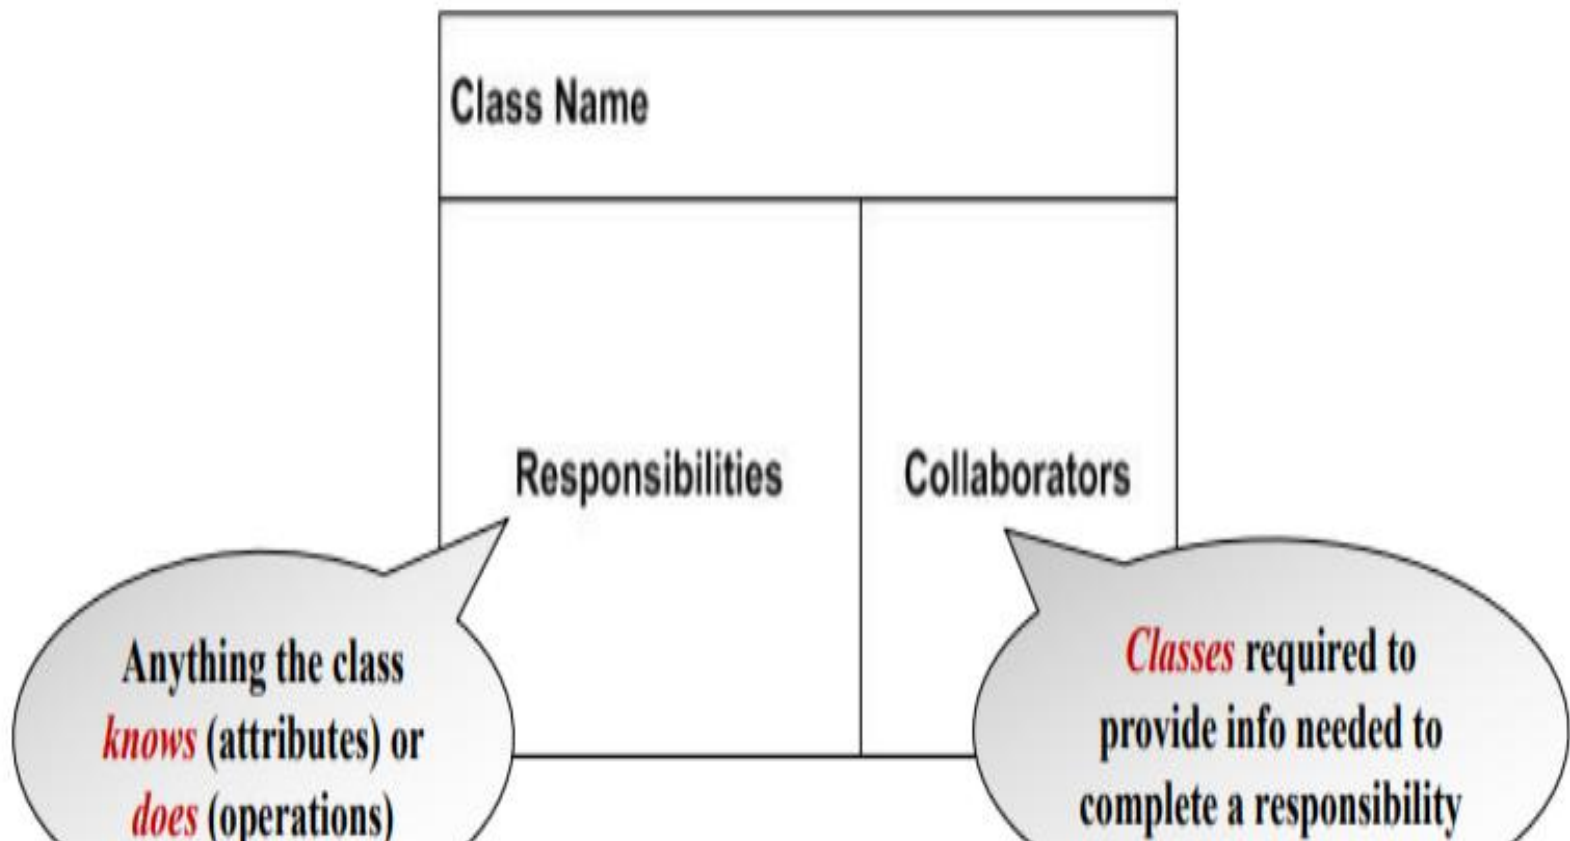 Class Name
Responsibilities
Collaborators
Anything the class
knows (attributes) or
does (operations)
Classes required to
provide info needed to
complete a responsibility